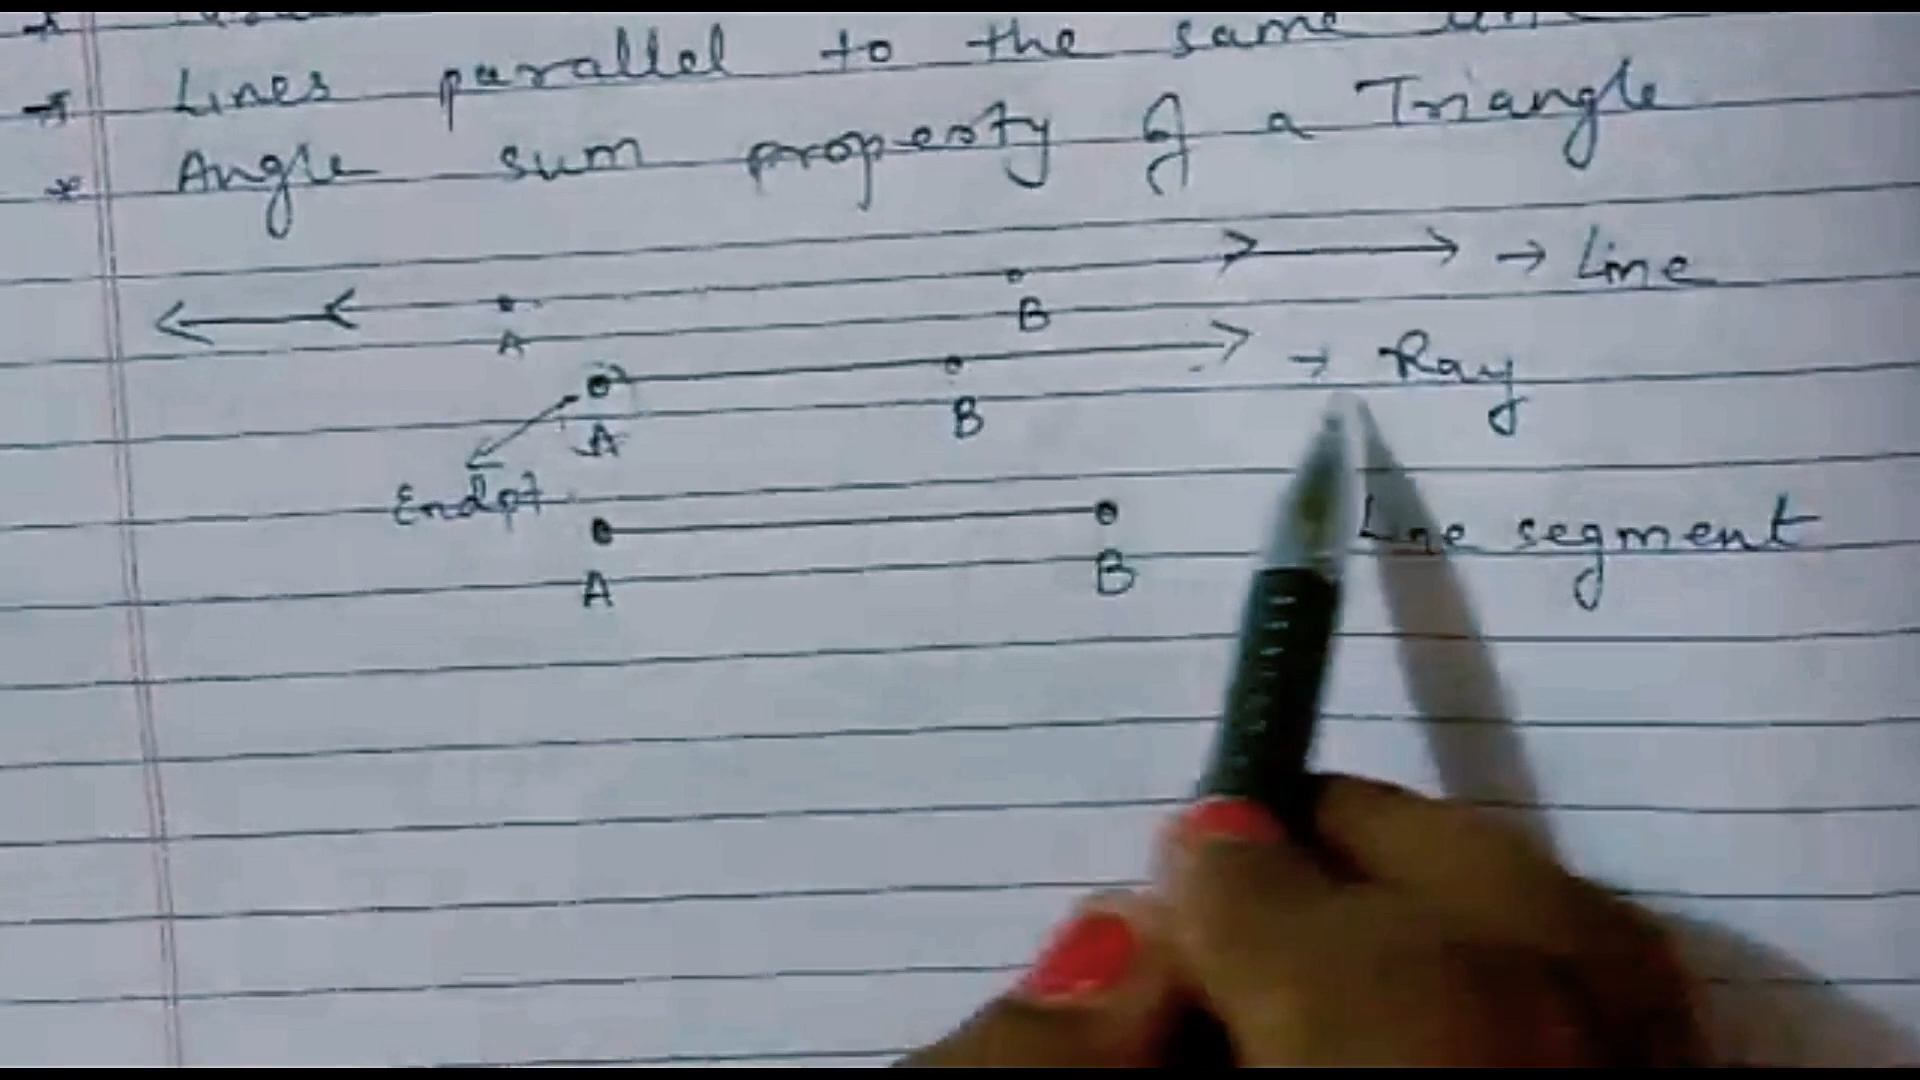 → Lines parallel to the same
* Angle sum property of a Triangle
A B → Line
A B → Ray
Endpt
A B Line segment